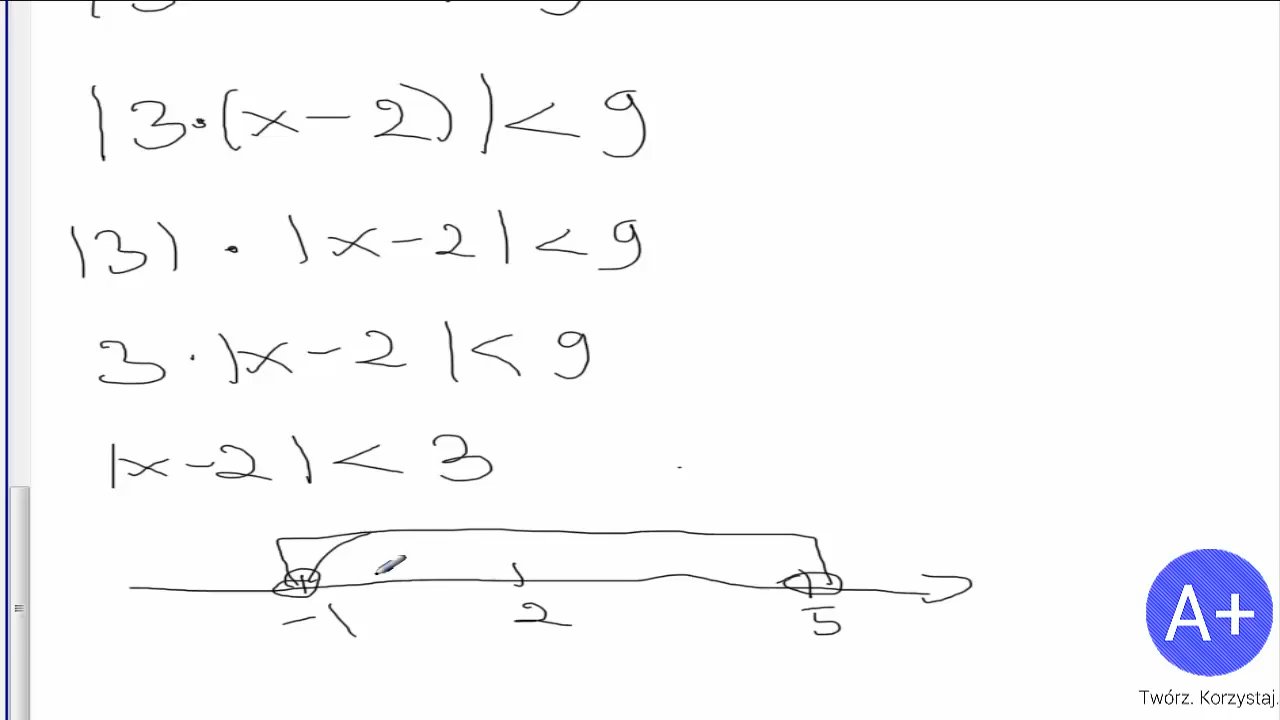 |3·(x-2)|<9
|3|·|x-2|<9
3·|x-2|<9
|x-2|<3
-1 2 5
A+
Twórz. Korzystaj.